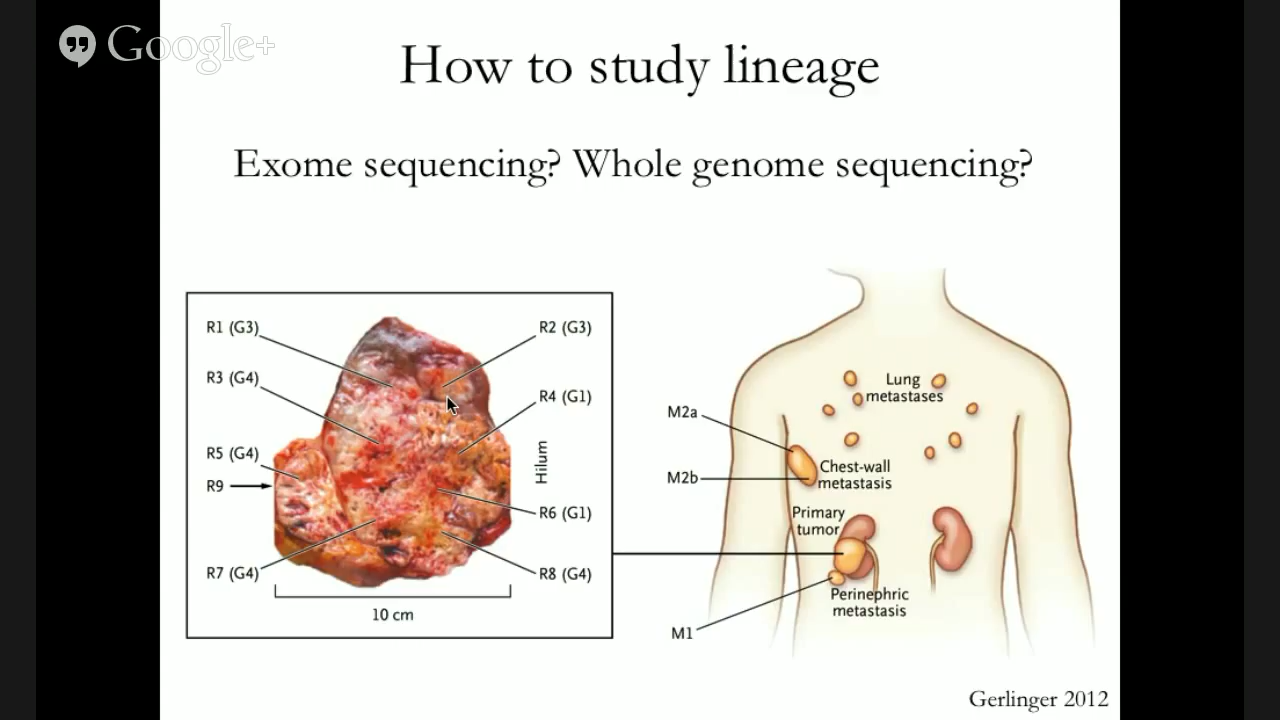 Google+
How to study lineage
Exome sequencing? Whole genome sequencing?
R1 (G3)
R2 (G3)
R3 (G4)
R4 (G1)
R5 (G4)
Hilum
R9
R6 (G1)
R7 (G4)
R8 (G4)
10 cm
Lung
metastases
M2a
Chest-wall
metastasis
M2b
Primary
tumor
Perinephric
metastasis
M1
Gerlinger 2012